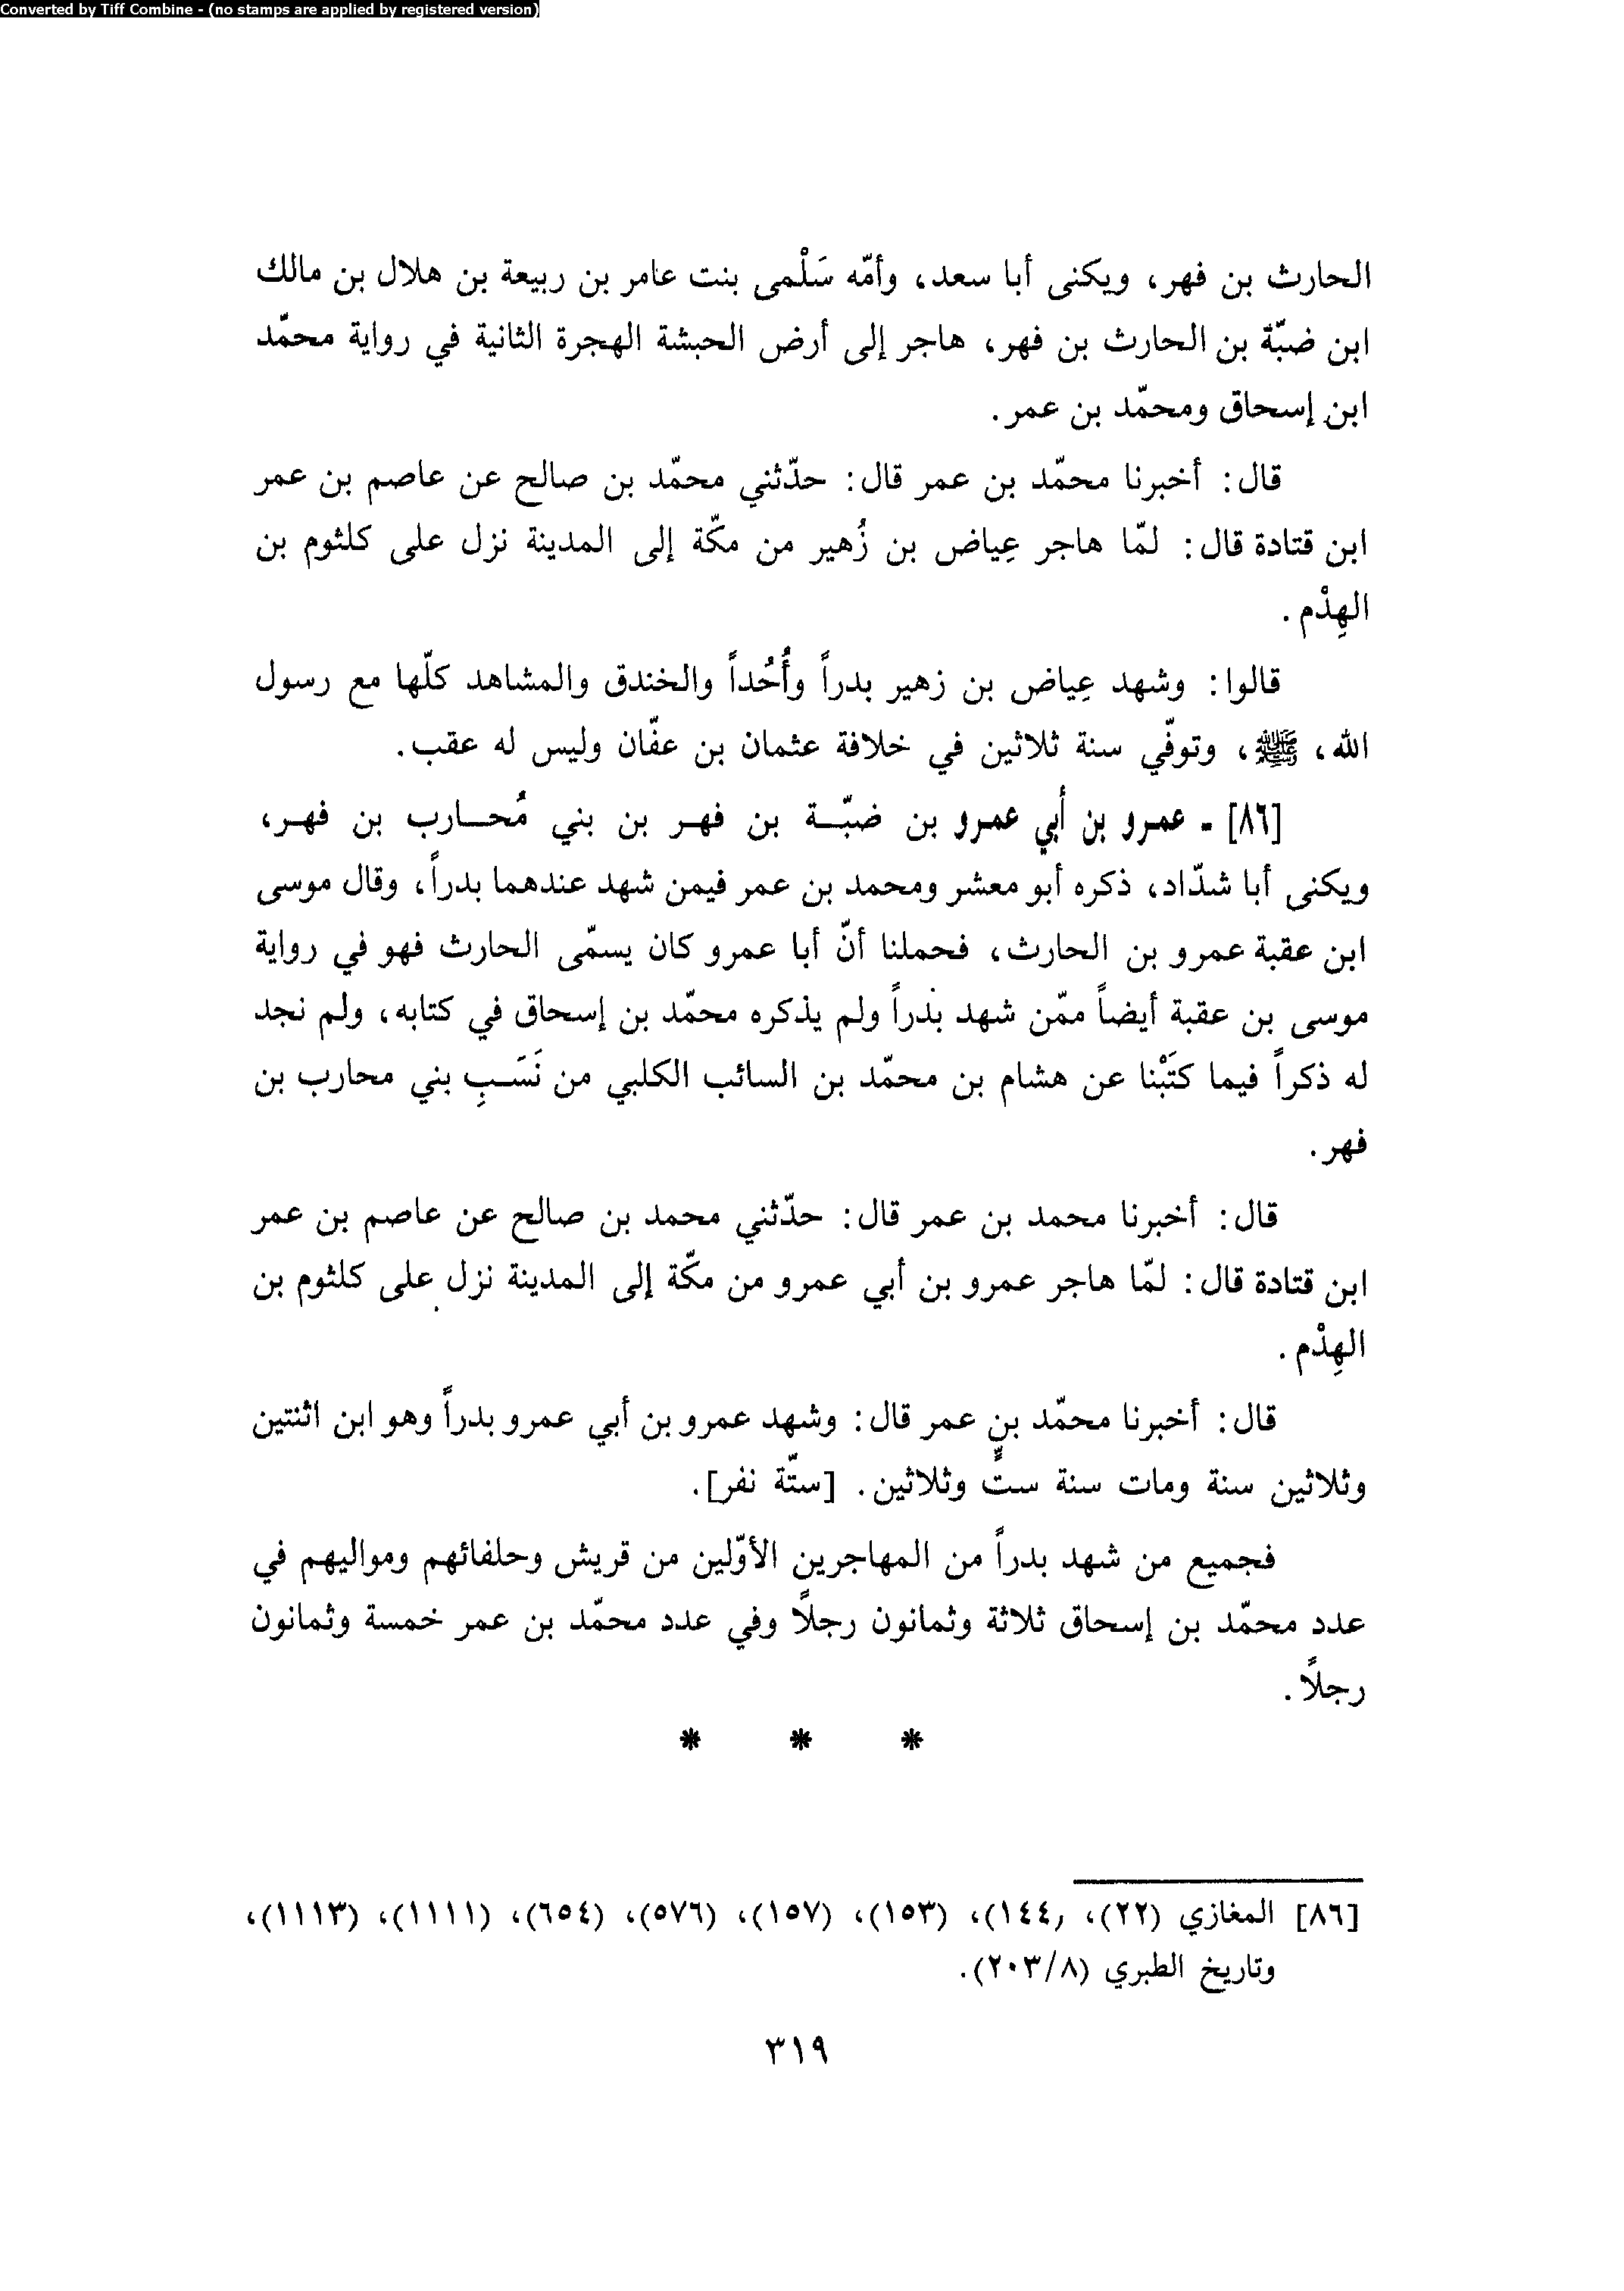 Converted by Tiff Combine - (no stamps are applied by registered version)
الحارث بن فهر، ويكنى أبا سعد، وأمّه سَلْمى بنت عامر بن ربيعة بن هلال بن مالك
ابن ضبّة بن الحارث بن فهر، هاجر إلى أرض الحبشة الهجرة الثانية في رواية محمّد
ابن إسحاق ومحمّد بن عمر.
قال: أخبرنا محمّد بن عمر قال: حدّثني محمّد بن صالح عن عاصم بن عمر
ابن قتادة قال: لمّا هاجر عِياض بن زُهير من مكّة إلى المدينة نزل على كلثوم بن
الهِدْم.
قالوا: وشهد عِياض بن زهير بدراً وأُحُداً والخندق والمشاهد كلّها مع رسول
الله، ﷺ، وتوفّي سنة ثلاثين في خلافة عثمان بن عفّان وليس له عقب.
[٨٦] - عمرو بن أبي عمرو بن ضبّـة بن فهـر بن بني مُحـارب بن فهـر،
ويكنى أبا شدّاد، ذكره أبو معشر ومحمد بن عمر فيمن شهد عندهما بدراً، وقال موسى
ابن عقبة عمرو بن الحارث، فحملنا أنّ أبا عمرو كان يسمّى الحارث فهو في رواية
موسى بن عقبة أيضاً ممّن شهد بدراً ولم يذكره محمّد بن إسحاق في كتابه، ولم نجد
له ذكراً فيما كَتَبْنا عن هشام بن محمّد بن السائب الكلبي من نَسَـبِ بني محارب بن
فهر.
قال: أخبرنا محمد بن عمر قال: حدّثني محمد بن صالح عن عاصم بن عمر
ابن قتادة قال: لمّا هاجر عمرو بن أبي عمرو من مكّة إلى المدينة نزل على كلثوم بن
الهِدْم.
قال: أخبرنا محمّد بن عمر قال: وشهد عمرو بن أبي عمرو بدراً وهو ابن اثنتين
وثلاثين سنة ومات سنة ستٍّ وثلاثين. [ستّة نفر].
فجميع من شهد بدراً من المهاجرين الأوّلين من قريش وحلفائهم ومواليهم في
عدد محمّد بن إسحاق ثلاثة وثمانون رجلًا وفي عدد محمّد بن عمر خمسة وثمانون
رجلًا.
* * *
[٨٦] المغازي (٢٢)، ,١٤٤)، (١٥٣)، (١٥٧)، (٥٧٦)، (٦٥٤)، (١١١١)، (١١١٣)،
وتاريخ الطبري (٢٠٣/٨).
٣١٩